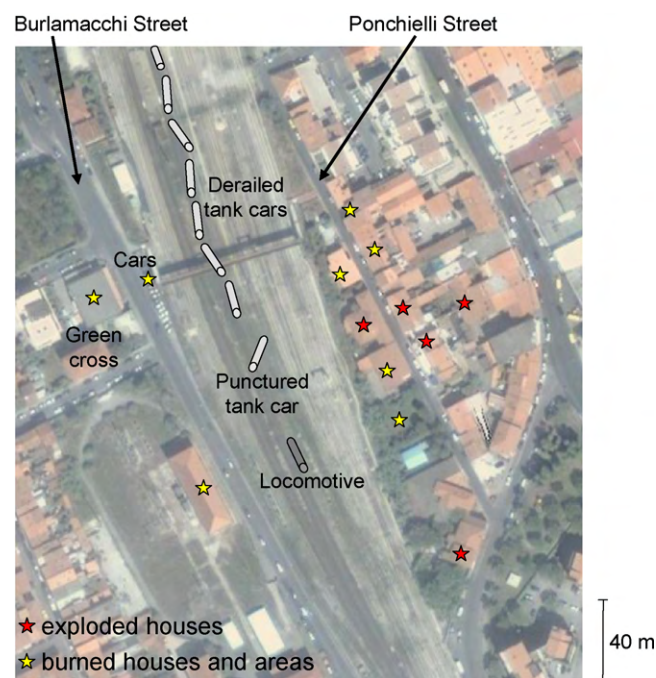 Burlamacchi Street
Ponchielli Street
Derailed
tank cars
Cars
Green
cross
Punctured
tank car
Locomotive
exploded houses
burned houses and areas
40 m